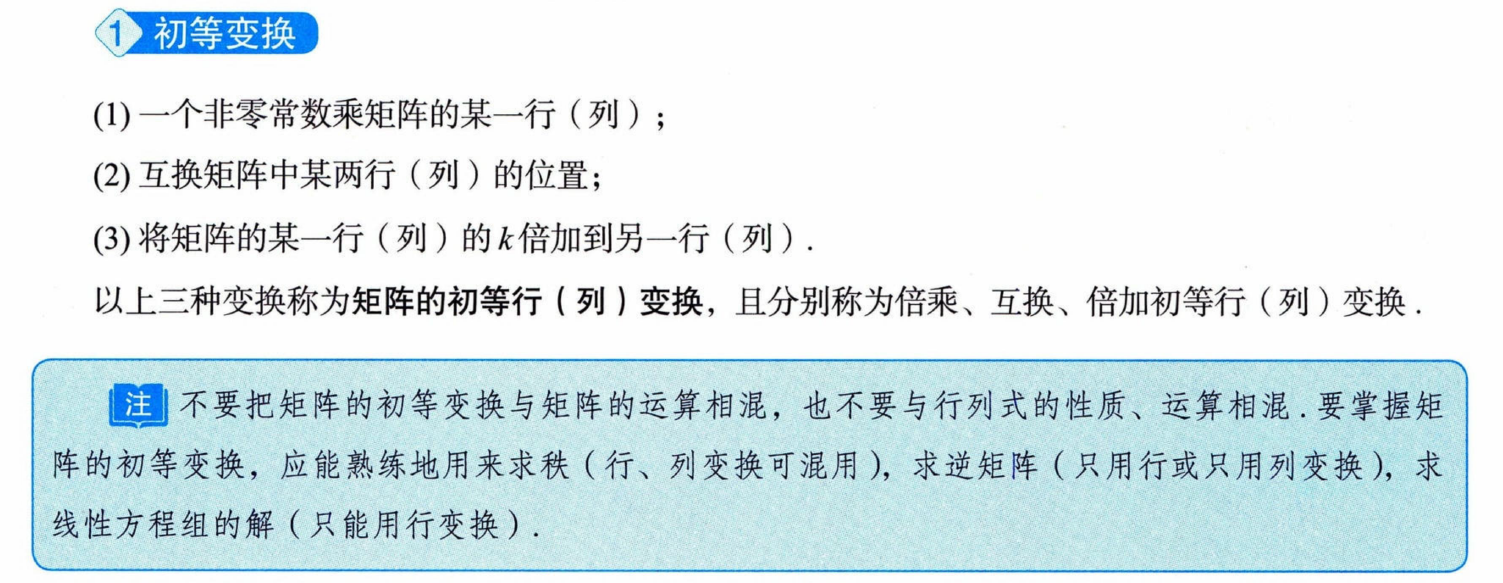 1 初等变换
(1) 一个非零常数乘矩阵的某一行（列）；
(2) 互换矩阵中某两行（列）的位置；
(3) 将矩阵的某一行（列）的k倍加到另一行（列）.
以上三种变换称为矩阵的初等行（列）变换，且分别称为倍乘、互换、倍加初等行（列）变换.
注 不要把矩阵的初等变换与矩阵的运算相混，也不要与行列式的性质、运算相混.要掌握矩
阵的初等变换，应能熟练地用来求秩（行、列变换可混用），求逆矩阵（只用行或只用列变换），求
线性方程组的解（只能用行变换）.